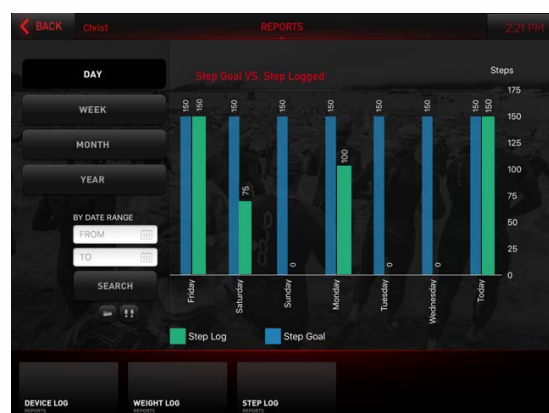 BACK
Chris1
REPORTS
2:21 PM
DAY
WEEK
MONTH
YEAR
BY DATE RANGE
FROM
TO
SEARCH
Step Goal VS. Step Logged
Steps
175
150
125
100
75
50
25
0
150 150
150 75
150 0
150 100
150 0
150 0
150 150
Friday
Saturday
Sunday
Monday
Tuesday
Wednesday
Today
Step Log
Step Goal
DEVICE LOG
REPORTS
WEIGHT LOG
REPORTS
STEP LOG
REPORTS